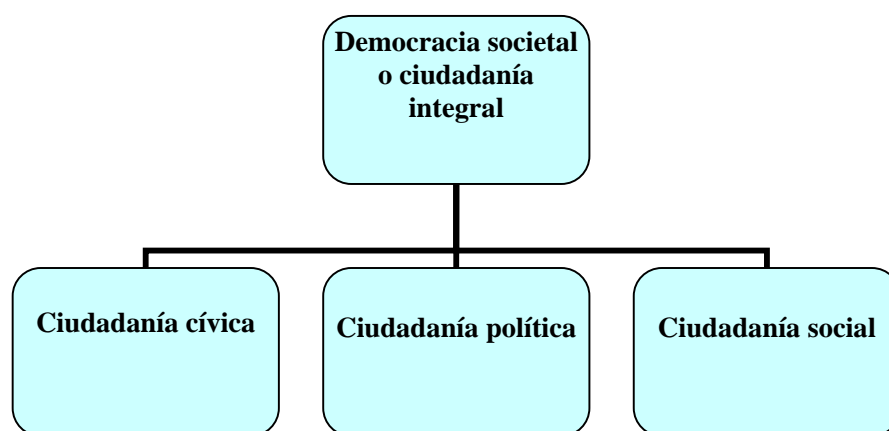 Democracia societal
o ciudadanía
integral
Ciudadanía cívica
Ciudadanía política
Ciudadanía social